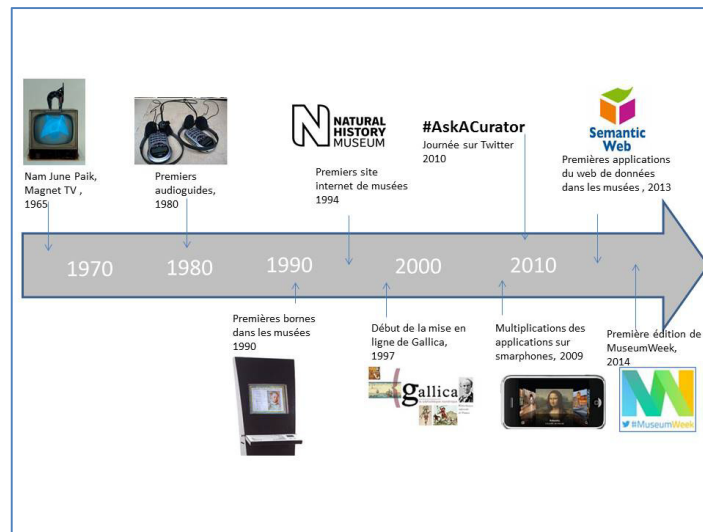 Nam June Paik,
Magnet TV ,
1965
Premiers
audioguides,
1980
NATURAL
HISTORY
MUSEUM
Premiers site
internet de musées
1994
#AskACurator
Journée sur Twitter
2010
Semantic
Web
Premières applications
du web de données
dans les musées , 2013
1970
1980
1990
2000
2010
Premières bornes
dans les musées
1990
Début de la mise en
ligne de Gallica,
1997
gallica
Multiplications des
applications sur
smarphones, 2009
Première édition de
MuseumWeek,
2014
#MuseumWeek